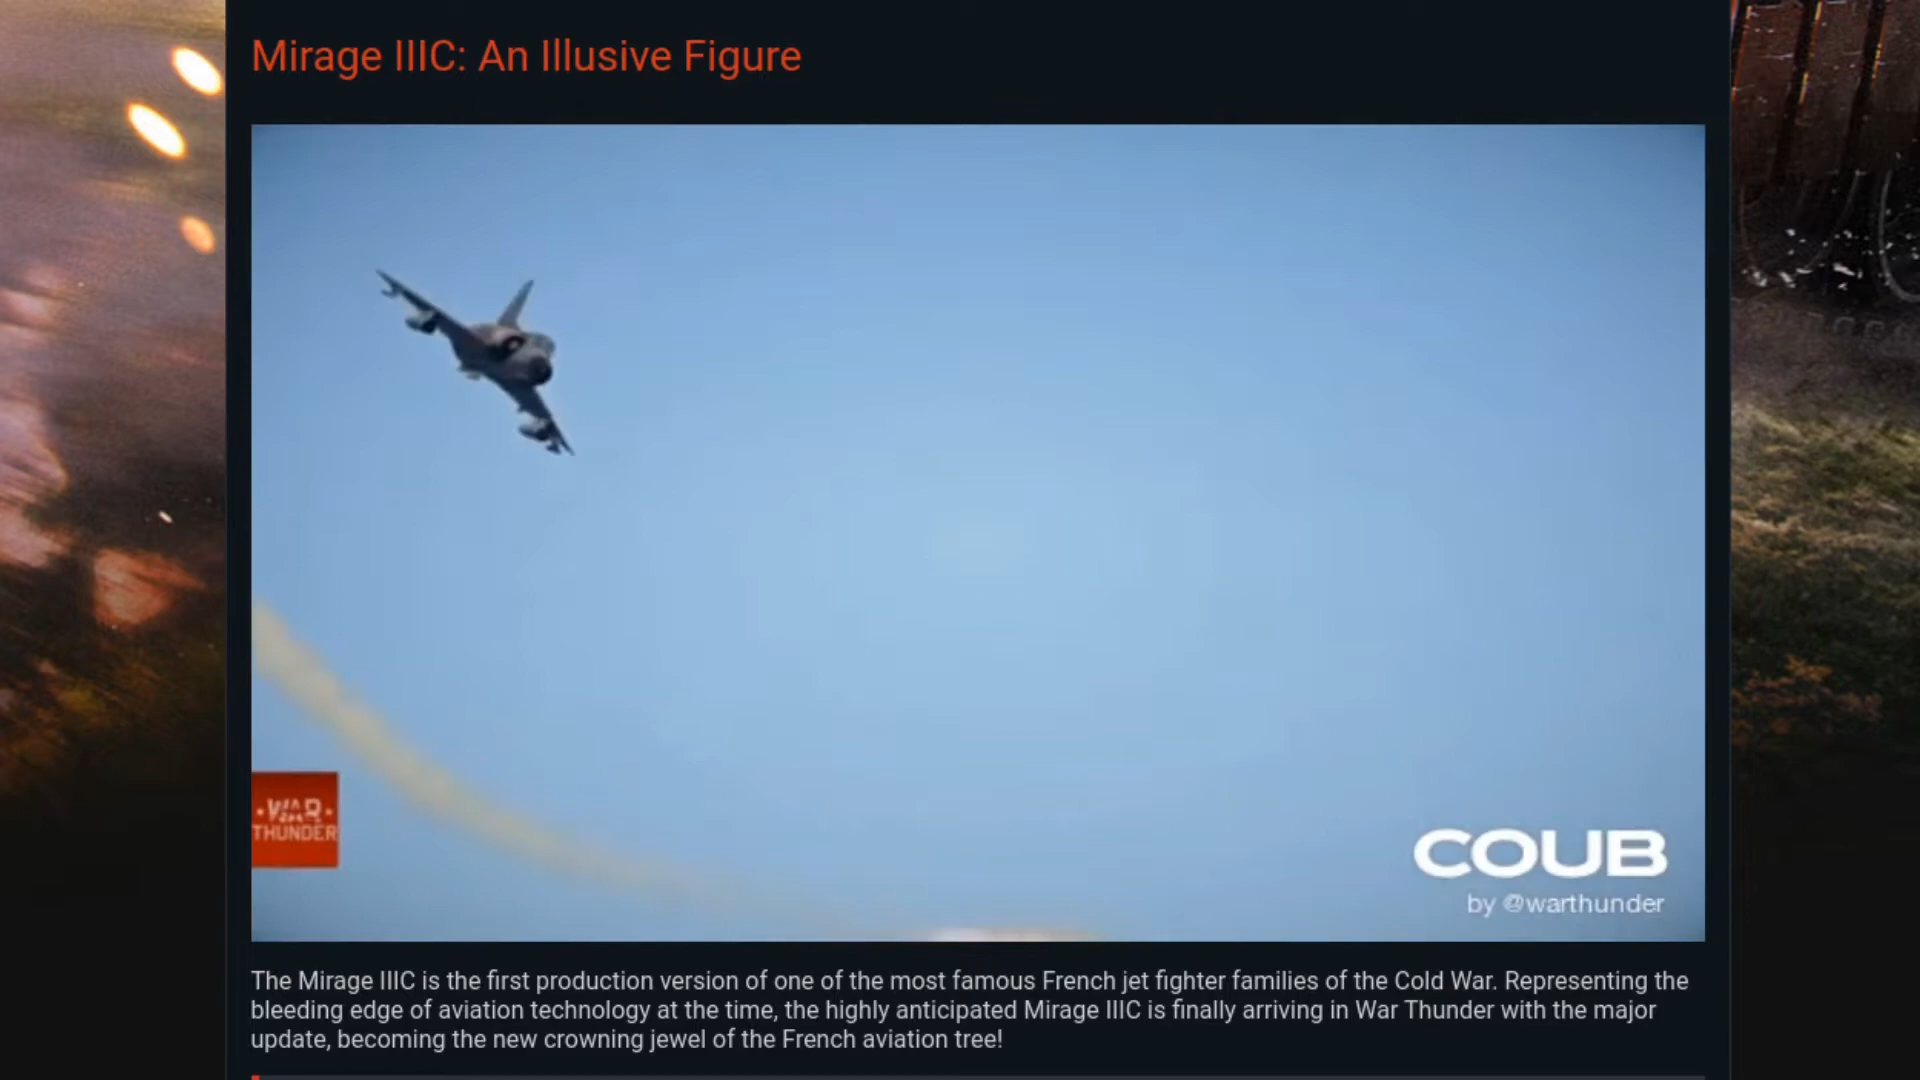 Mirage IIIC: An Illusive Figure
WAR
THUNDER
COUB
by @warthunder
The Mirage IIIC is the first production version of one of the most famous French jet fighter families of the Cold War. Representing the
bleeding edge of aviation technology at the time, the highly anticipated Mirage IIIC is finally arriving in War Thunder with the major
update, becoming the new crowning jewel of the French aviation tree!